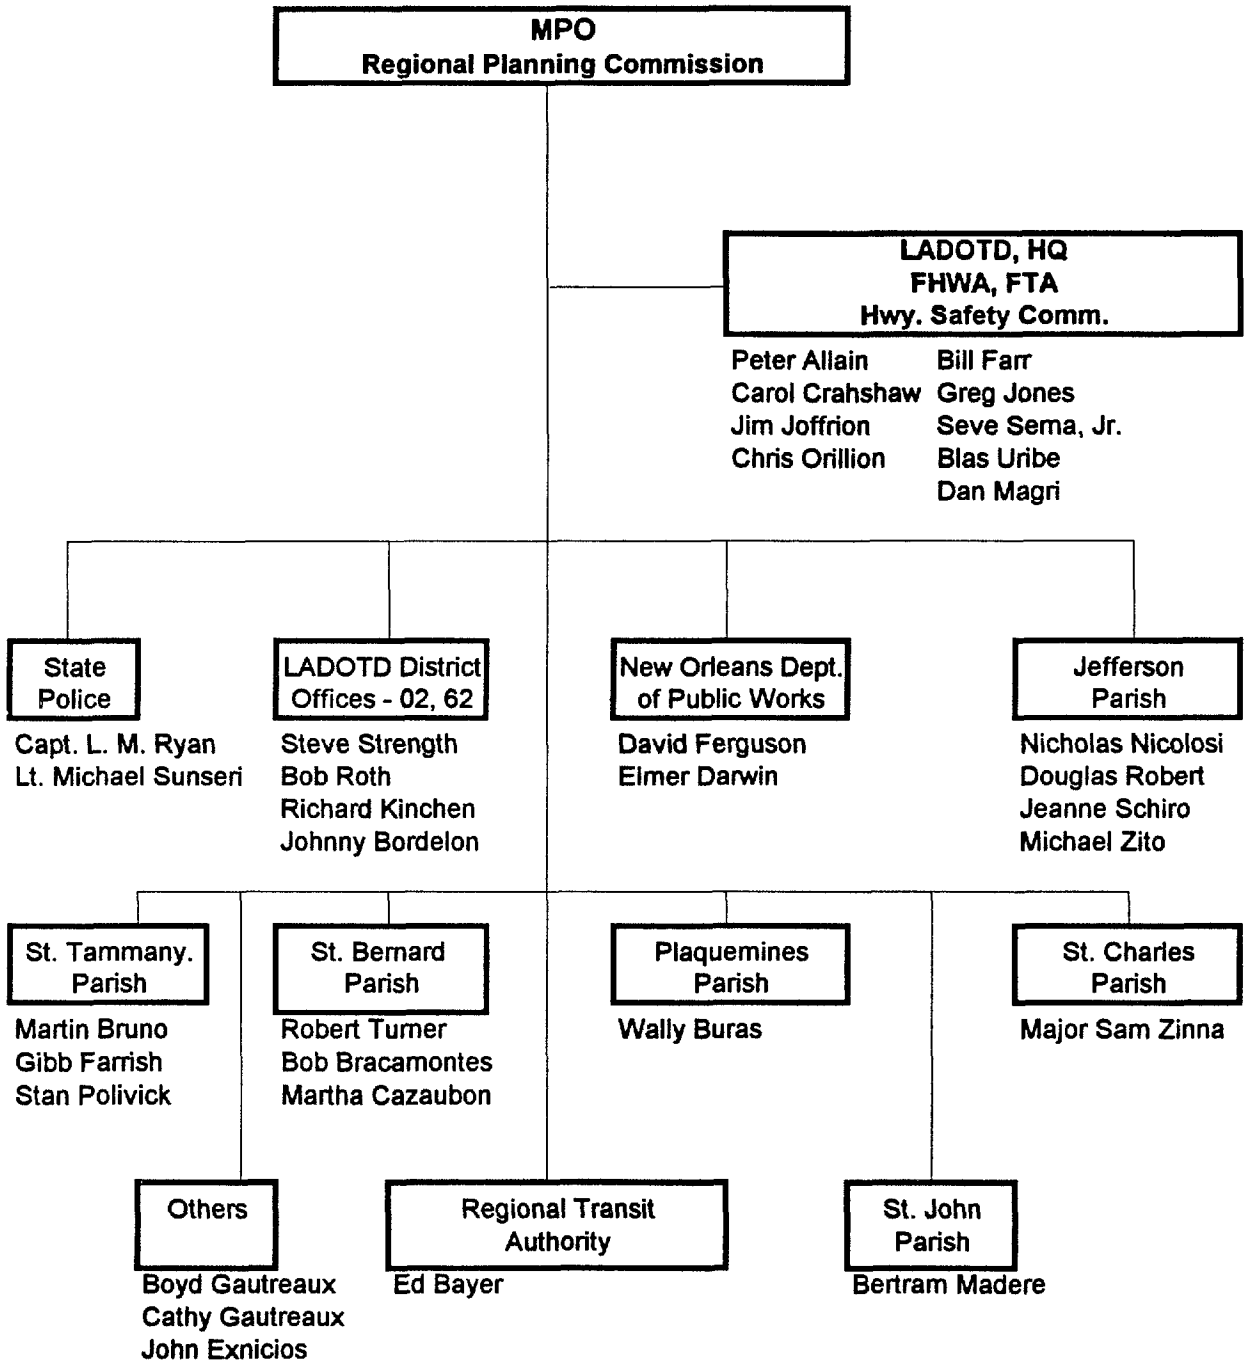 MPO
Regional Planning Commission
LADOTD, HQ
FHWA, FTA
Hwy. Safety Comm.
Peter Allain
Carol Crahshaw
Jim Joffrion
Chris Orillion
Bill Farr
Greg Jones
Seve Sema, Jr.
Blas Uribe
Dan Magri
State
Police
Capt. L. M. Ryan
Lt. Michael Sunseri
LADOTD District
Offices - 02, 62
Steve Strength
Bob Roth
Richard Kinchen
Johnny Bordelon
New Orleans Dept.
of Public Works
David Ferguson
Elmer Darwin
Jefferson
Parish
Nicholas Nicolosi
Douglas Robert
Jeanne Schiro
Michael Zito
St. Tammany.
Parish
Martin Bruno
Gibb Farrish
Stan Polivick
St. Bernard
Parish
Robert Turner
Bob Bracamontes
Martha Cazaubon
Plaquemines
Parish
Wally Buras
St. Charles
Parish
Major Sam Zinna
Others
Boyd Gautreaux
Cathy Gautreaux
John Exnicios
Regional Transit
Authority
Ed Bayer
St. John
Parish
Bertram Madere